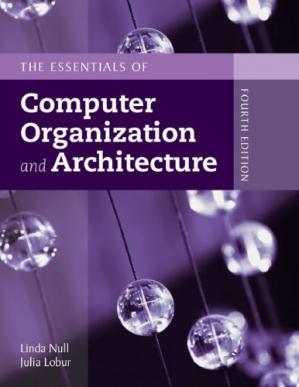 THE ESSENTIALS OF
Computer
Organization
and Architecture
FOURTH EDITION
Linda Null
Julia Lobur